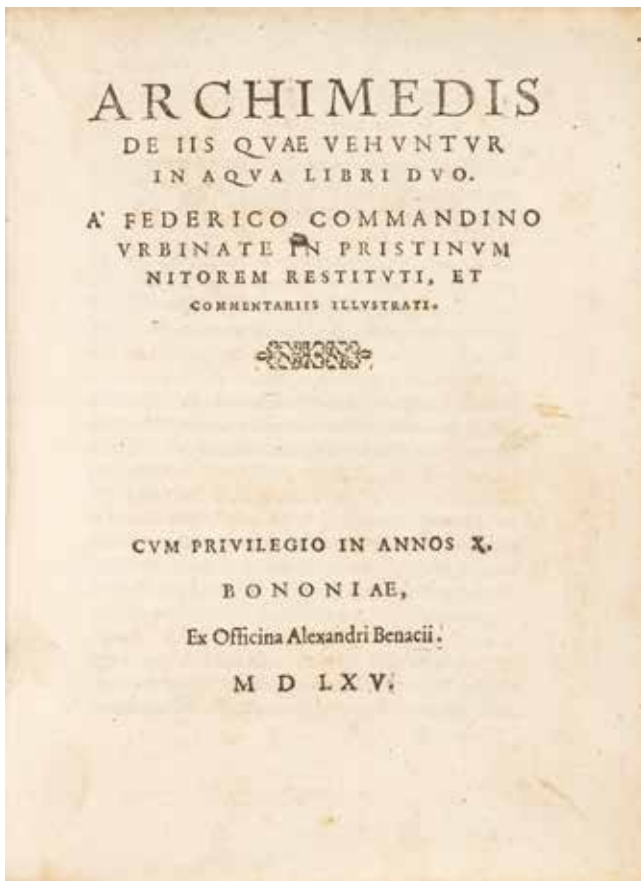 ARCHIMEDIS
DE IIS QVAE VEHVNTVR
IN AQVA LIBRI DVO.
A' FEDERICO COMMANDINO
VRBINATE IN PRISTINVM
NITOREM RESTITVTI, ET
COMMENTARIIS ILLVSTRATI.
CVM PRIVILEGIO IN ANNOS X.
BONONIAE,
Ex Officina Alexandri Benacii.
M D LXV.